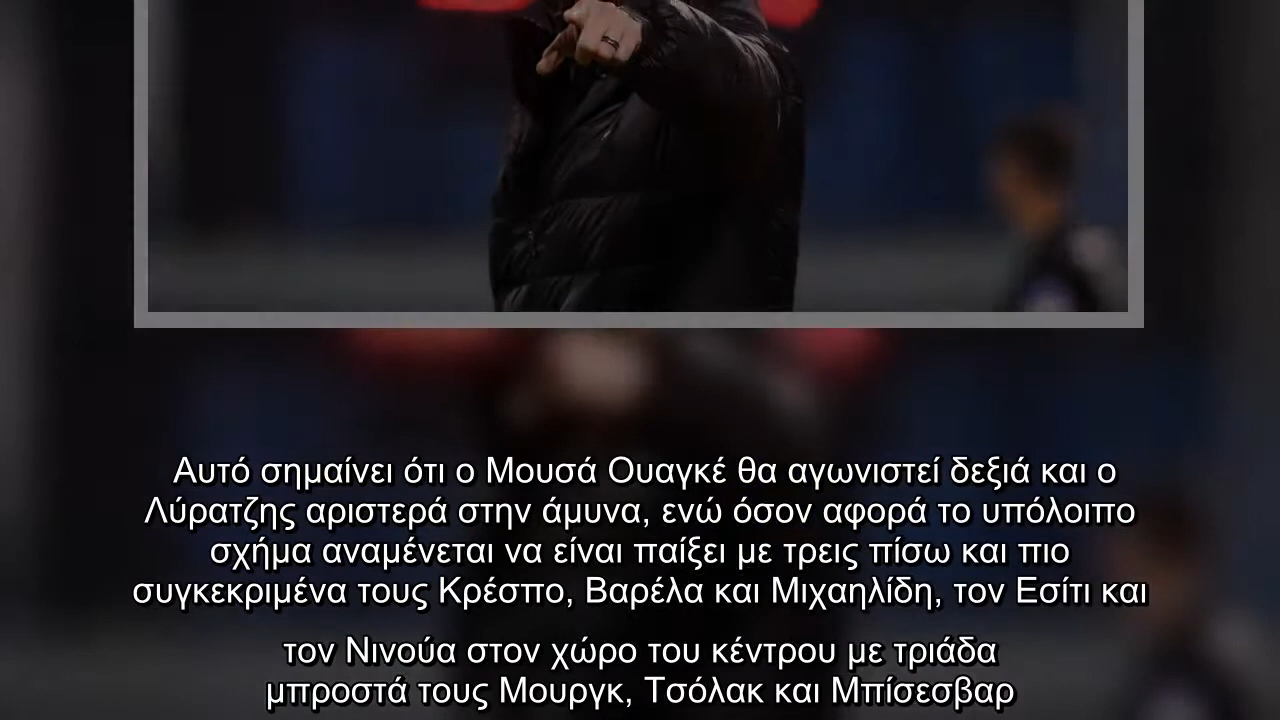 Αυτό σημαίνει ότι ο Μουσά Ουαγκέ θα αγωνιστεί δεξιά και ο
Λύρατζης αριστερά στην άμυνα, ενώ όσον αφορά το υπόλοιπο
σχήμα αναμένεται να είναι παίξει με τρεις πίσω και πιο
συγκεκριμένα τους Κρέσπο, Βαρέλα και Μιχαηλίδη, τον Εσίτι και
τον Νινούα στον χώρο του κέντρου με τριάδα
μπροστά τους Μουργκ, Τσόλακ και Μπίσεσβαρ